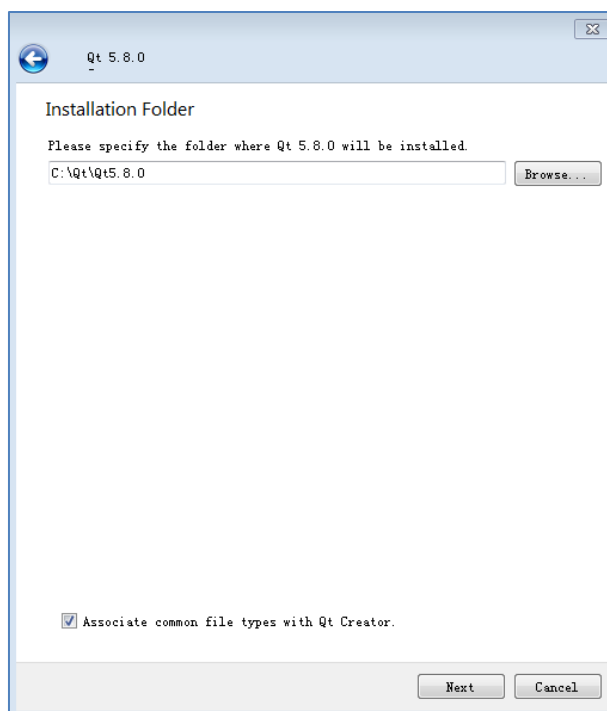 Qt 5.8.0
Installation Folder
Please specify the folder where Qt 5.8.0 will be installed.
C:\Qt\Qt5.8.0
Browse...
Associate common file types with Qt Creator.
Next
Cancel